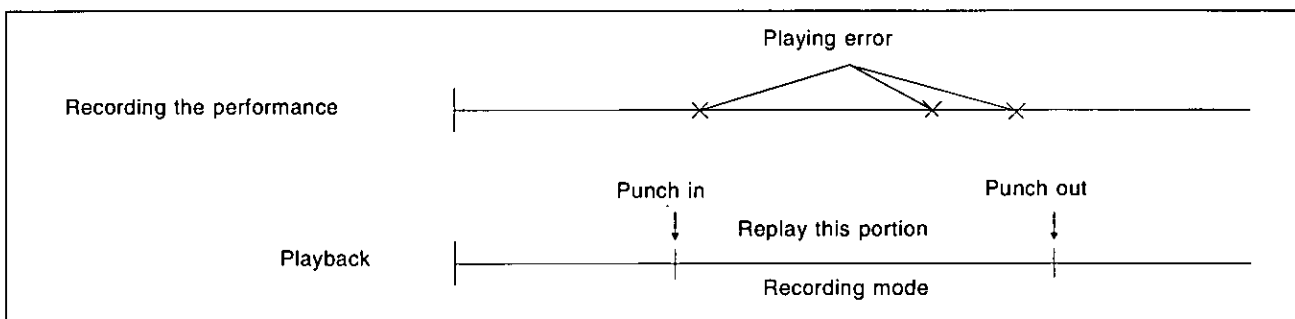 Playing error
Recording the performance
Punch in
Punch out
Replay this portion
Playback
Recording mode